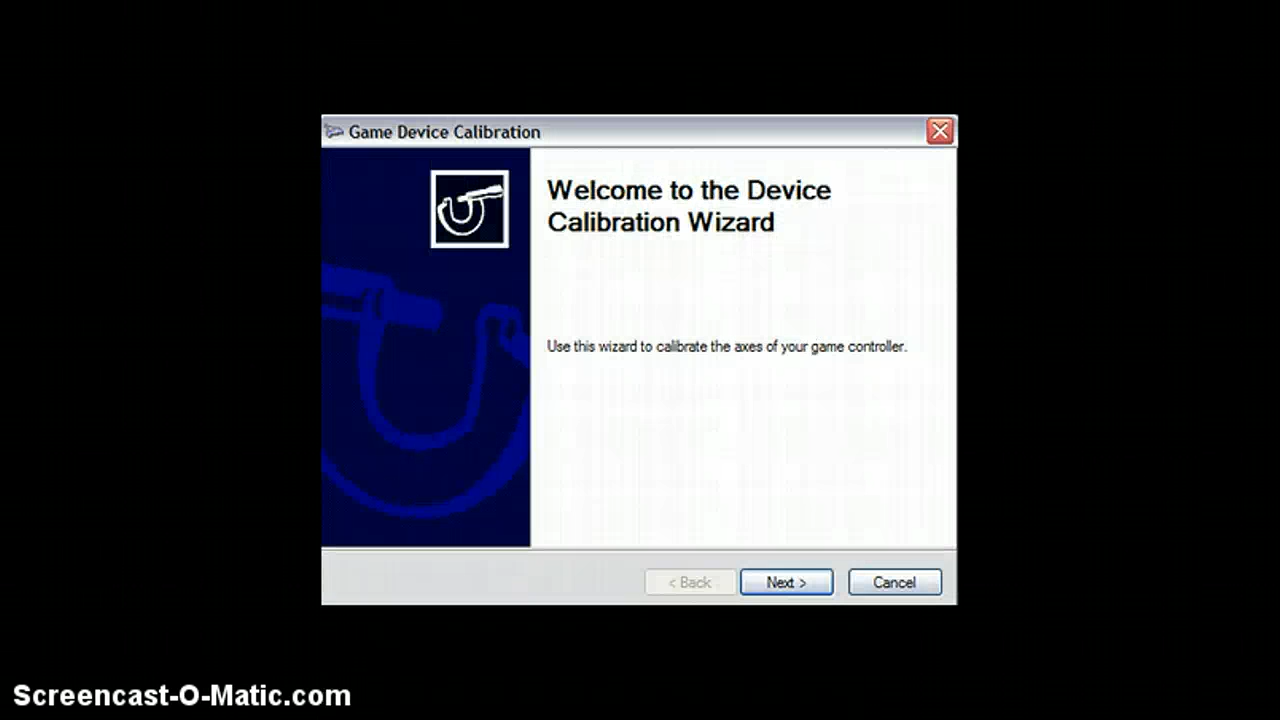 Game Device Calibration
Welcome to the Device
Calibration Wizard
Use this wizard to calibrate the axes of your game controller.
< Back
Next >
Cancel
Screencast-O-Matic.com